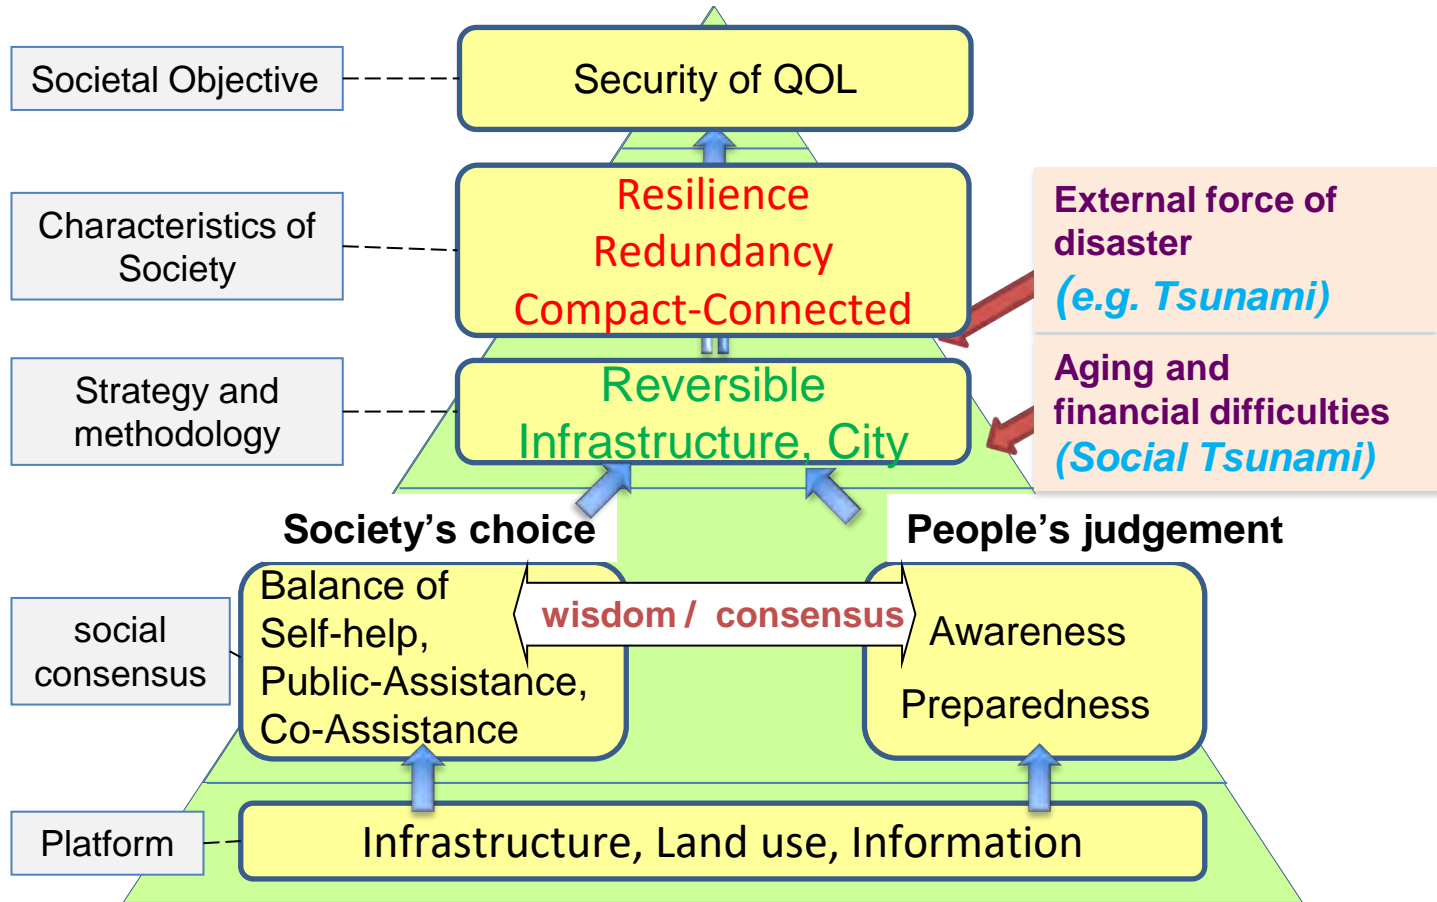 Societal Objective
Security of QOL
Characteristics of
Society
Resilience
Redundancy
Compact-Connected
External force of
disaster
(e.g. Tsunami)
Strategy and
methodology
Reversible
Infrastructure, City
Aging and
financial difficulties
(Social Tsunami)
Society’s choice
People’s judgement
social
consensus
Balance of
Self-help,
Public-Assistance,
Co-Assistance
wisdom / consensus
Awareness
Preparedness
Platform
Infrastructure, Land use, Information